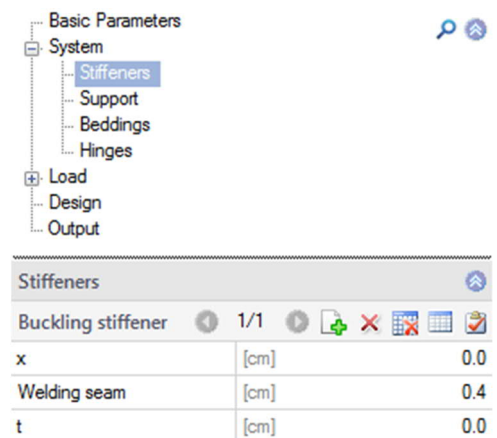 Basic Parameters
System
Stiffeners
Support
Beddings
Hinges
Load
Design
Output
Stiffeners
Buckling stiffener 1/1
x [cm] 0.0
Welding seam [cm] 0.4
t [cm] 0.0